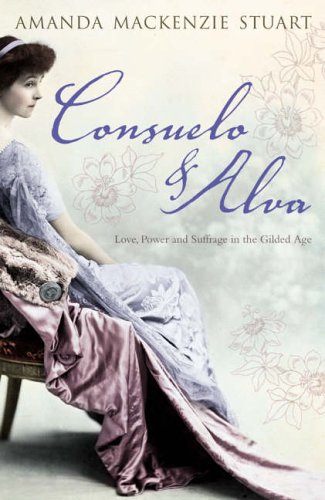 AMANDA MACKENZIE STUART
Consuelo
& Alva
Love, Power and Suffrage in the Gilded Age